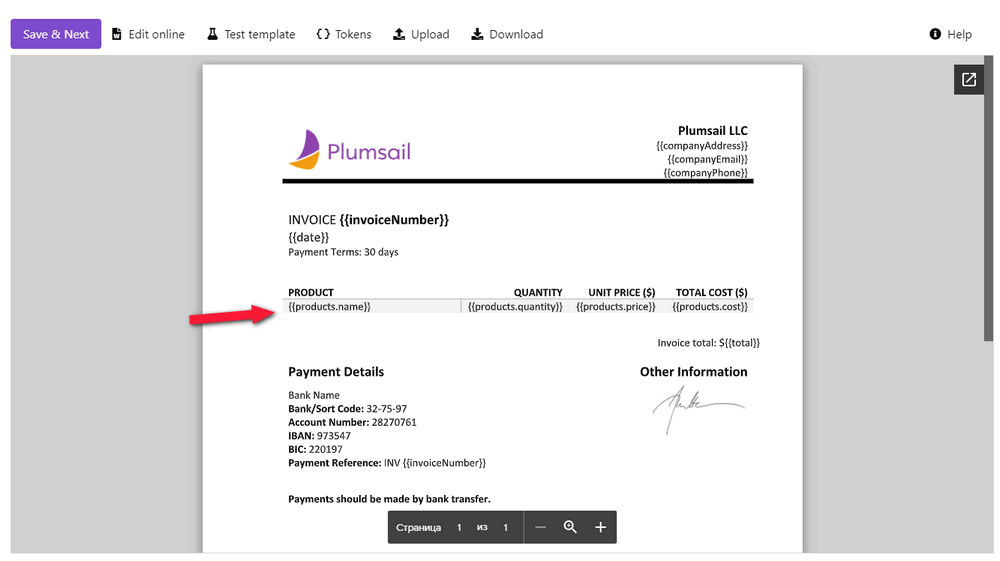 Save & Next Edit online Test template Tokens Upload Download Help
Plumsail
Plumsail LLC
{{companyAddress}}
{{companyEmail}}
{{companyPhone}}
INVOICE {{invoiceNumber}}
{{date}}
Payment Terms: 30 days
PRODUCT QUANTITY UNIT PRICE ($) TOTAL COST ($)
{{products.name}} {{products.quantity}} {{products.price}} {{products.cost}}
Invoice total: ${{total}}
Payment Details Other Information
Bank Name
Bank/Sort Code: 32-75-97
Account Number: 28270761
IBAN: 973547
BIC: 220197
Payment Reference: INV {{invoiceNumber}}
Payments should be made by bank transfer.
Страница 1 из 1